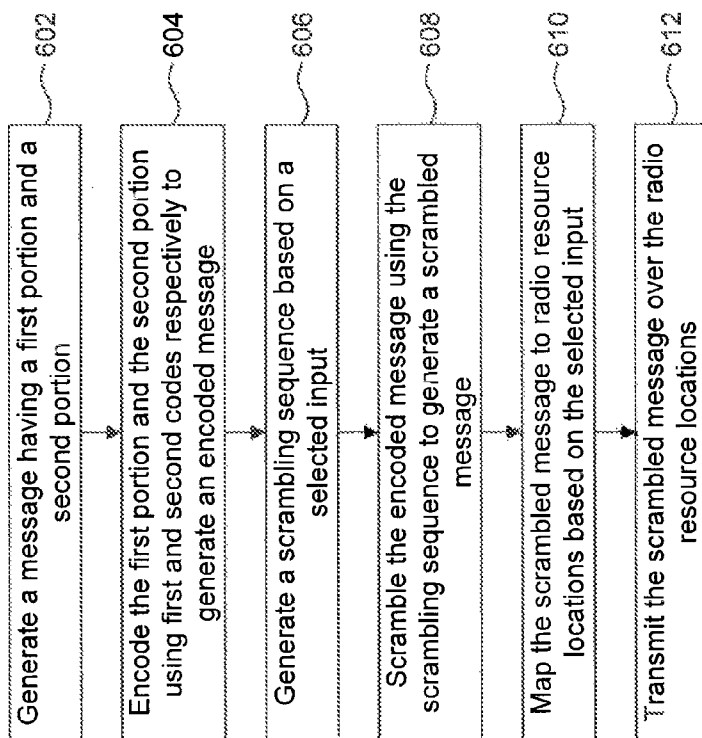 Generate a message having a first portion and a
second portion
602
Encode the first portion and the second portion
using first and second codes respectively to
generate an encoded message
604
Generate a scrambling sequence based on a
selected input
606
Scramble the encoded message using the
scrambling sequence to generate a scrambled
message
608
Map the scrambled message to radio resource
locations based on the selected input
610
Transmit the scrambled message over the radio
resource locations
612